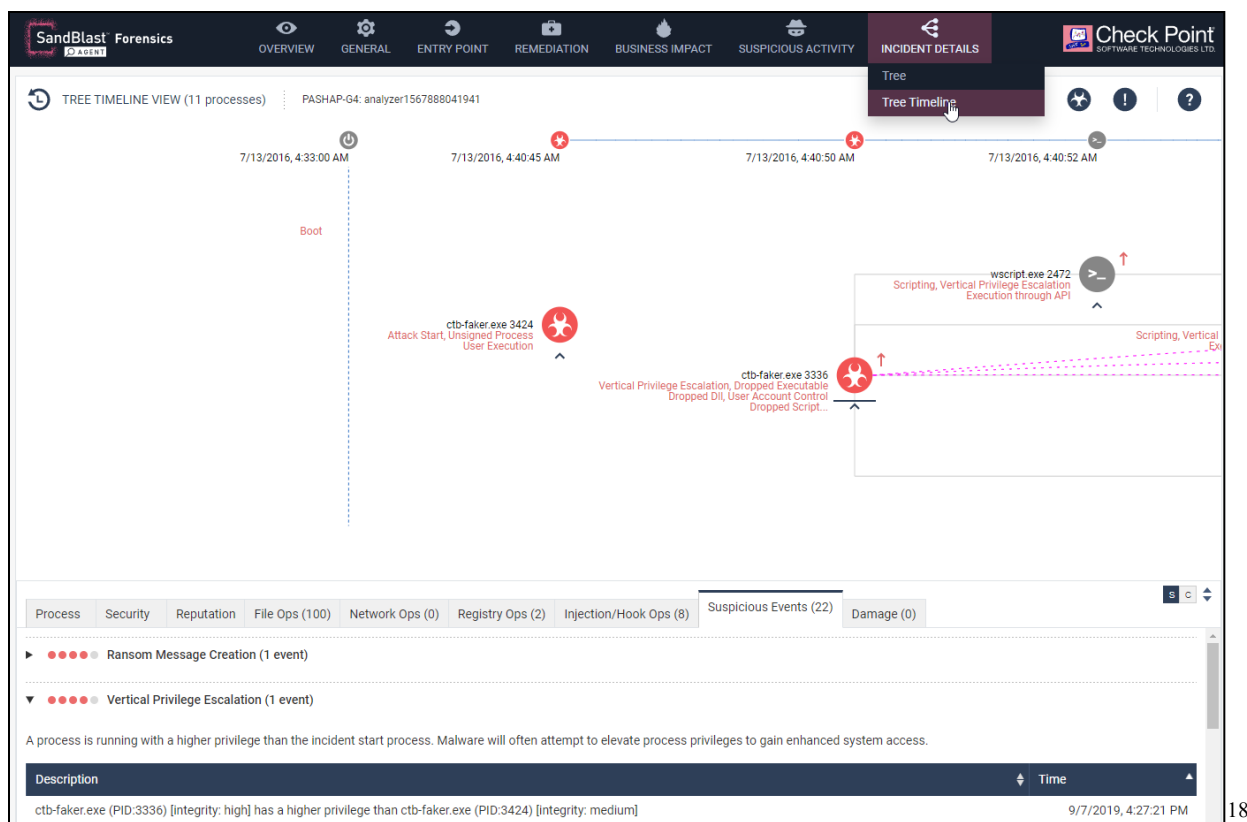 SandBlast Forensics
AGENT
OVERVIEW
GENERAL
ENTRY POINT
REMEDIATION
BUSINESS IMPACT
SUSPICIOUS ACTIVITY
INCIDENT DETAILS
Check Point
SOFTWARE TECHNOLOGIES LTD.
Tree
Tree Timeline
TREE TIMELINE VIEW (11 processes)
PASHAP-G4: analyzer1567888041941
7/13/2016, 4:33:00 AM
7/13/2016, 4:40:45 AM
7/13/2016, 4:40:50 AM
7/13/2016, 4:40:52 AM
Boot
wscript.exe 2472
Scripting, Vertical Privilege Escalation
Execution through API
ctb-faker.exe 3424
Attack Start, Unsigned Process
User Execution
Scripting, Vertical
Exe
ctb-faker.exe 3336
Vertical Privilege Escalation, Dropped Executable
Dropped Dll, User Account Control
Dropped Script...
S C
Process
Security
Reputation
File Ops (100)
Network Ops (0)
Registry Ops (2)
Injection/Hook Ops (8)
Suspicious Events (22)
Damage (0)
Ransom Message Creation (1 event)
Vertical Privilege Escalation (1 event)
A process is running with a higher privilege than the incident start process. Malware will often attempt to elevate process privileges to gain enhanced system access.
Description
Time
ctb-faker.exe (PID:3336) [integrity: high] has a higher privilege than ctb-faker.exe (PID:3424) [integrity: medium]
9/7/2019, 4:27:21 PM
18